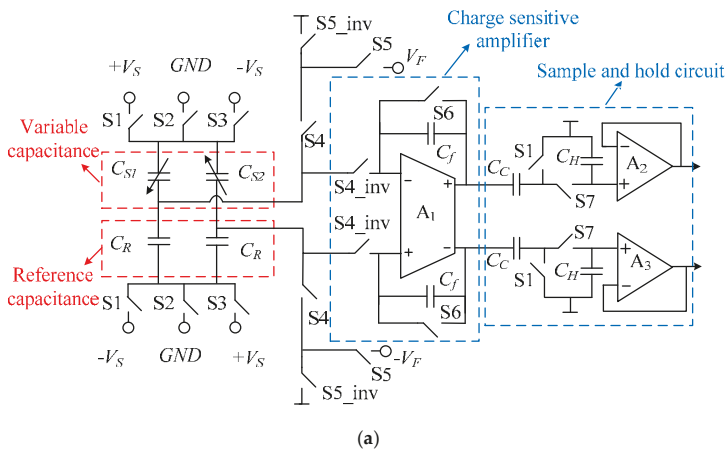 Charge sensitive
amplifier
Sample and hold circuit
S5_inv
S5
V_F
+V_S GND -V_S
S1 S2 S3
S4
S6
C_f
Variable
capacitance
C_S1 C_S2
S4_inv
- +
A_1
C_C
S1
C_H
S7
A_2
- +
S4_inv
+ -
C_R C_R
Reference
capacitance
C_f
S6
C_C
S7
S1
C_H
A_3
+ -
S1 S2 S3
S4
-V_S GND +V_S
-V_F
S5
S5_inv
(a)